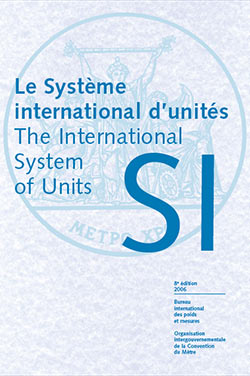 Le Système
international d'unités
The International
System
of Units
SI
ΜΕΤΡΩ ΧΡ
8e édition
2006
Bureau
international
des poids
et mesures
Organisation
intergouvernementale
de la Convention
du Mètre